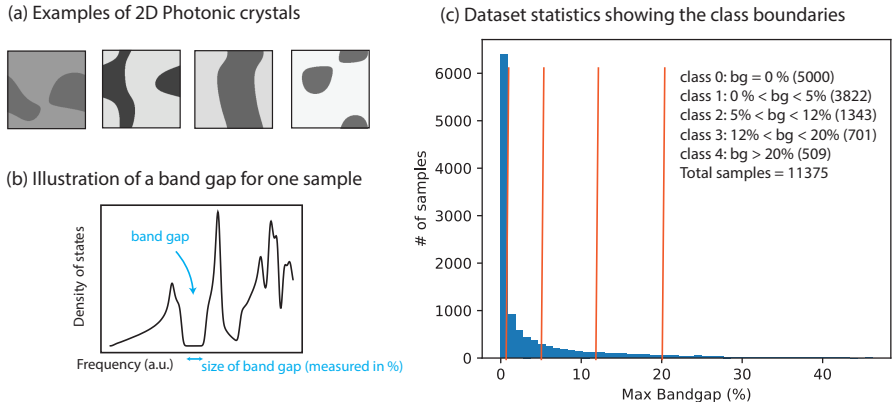 (a) Examples of 2D Photonic crystals
(b) Illustration of a band gap for one sample
band gap
Density of states
Frequency (a.u.)
size of band gap (measured in %)
(c) Dataset statistics showing the class boundaries
class 0: bg = 0 % (5000)
class 1: 0 % < bg < 5% (3822)
class 2: 5% < bg < 12% (1343)
class 3: 12% < bg < 20% (701)
class 4: bg > 20% (509)
Total samples = 11375
# of samples
6000
5000
4000
3000
2000
1000
0
0 10 20 30 40
Max Bandgap (%)